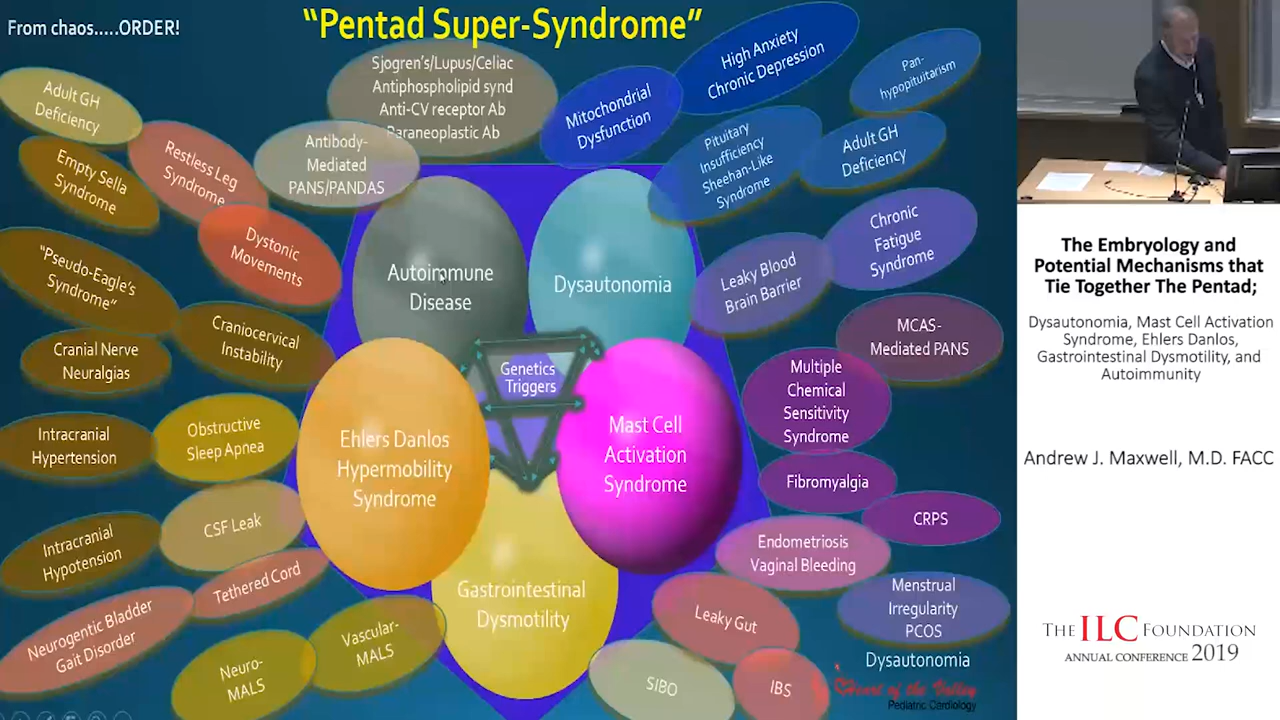 From chaos.....ORDER!
“Pentad Super-Syndrome”
Adult GH
Deficiency
Empty Sella
Syndrome
Restless Leg
Syndrome
Antibody-
Mediated
PANS/PANDAS
Sjogren's/Lupus/Celiac
Antiphospholipid synd
Anti-CV receptor Ab
Paraneoplastic Ab
Mitochondrial
Dysfunction
High Anxiety
Chronic Depression
Pan-
hypopituitarism
Pituitary
Insufficiency
Sheehan-Like
Syndrome
Adult GH
Deficiency
Dystonic
Movements
“Pseudo-Eagle's
Syndrome”
Craniocervical
Instability
Cranial Nerve
Neuralgias
Autoimmune
Disease
Dysautonomia
Leaky Blood
Brain Barrier
Chronic
Fatigue
Syndrome
MCAS-
Mediated PANS
Genetics
Triggers
Multiple
Chemical
Sensitivity
Syndrome
Intracranial
Hypertension
Obstructive
Sleep Apnea
Ehlers Danlos
Hypermobility
Syndrome
Mast Cell
Activation
Syndrome
Fibromyalgia
CRPS
CSF Leak
Intracranial
Hypotension
Endometriosis
Vaginal Bleeding
Tethered Cord
Gastrointestinal
Dysmotility
Menstrual
Irregularity
PCOS
Neurogentic Bladder
Gait Disorder
Vascular-
MALS
Neuro-
MALS
Leaky Gut
SIBO
IBS
Dysautonomia
Heart of the Valley
Pediatric Cardiology
The Embryology and
Potential Mechanisms that
Tie Together The Pentad;
Dysautonomia, Mast Cell Activation
Syndrome, Ehlers Danlos,
Gastrointestinal Dysmotility, and
Autoimmunity
Andrew J. Maxwell, M.D. FACC
THE ILC FOUNDATION
ANNUAL CONFERENCE 2019